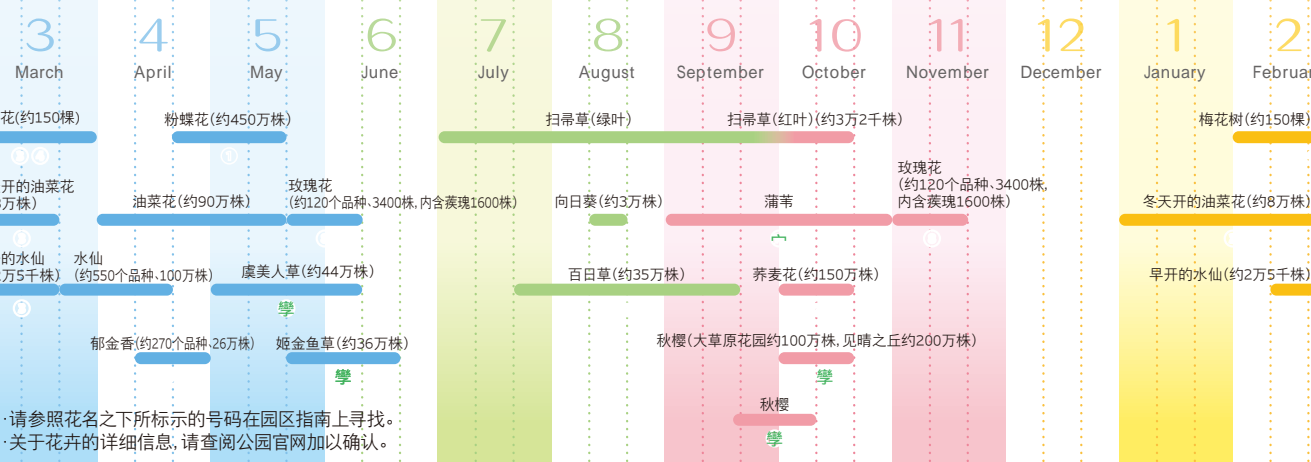 3 4 5 6 7 8 9 10 11 12 1 2
March April May June July August September October November December January Februar
花(约150棵) 粉蝶花(约450万株) 扫帚草(绿叶) 扫帚草(红叶)(约3万2千株) 梅花树(约150棵)
③④ ①
开的油菜花
万株)
油菜花(约90万株)
玫瑰花
(约120个品种、3400株, 内含蔟瑰1600株)
向日葵(约3万株)
蒲苇
玫瑰花
(约120个品种、3400株,
内含蔟瑰1600株)
冬天开的油菜花(约8万株)
的水仙
万5千株)
水仙
(约550个品种、100万株)
虞美人草(约44万株)
百日草(约35万株)
荞麦花(约150万株)
早开的水仙(约2万5千株)
郁金香(约270个品种、26万株)
姬金鱼草(约36万株)
秋樱(大草原花园约100万株, 见晴之丘约200万株)
秋樱
·请参照花名之下所标示的号码在园区指南上寻找。
·关于花卉的详细信息, 请查阅公园官网加以确认。